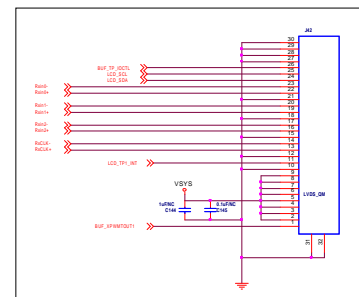 J42
30
29
28
27
26
BUF_TP_IOCTL
25
LCD_SCL
24
LCD_SDA
23
Rxin0-
22
Rxin0+
21
20
Rxin1-
19
Rxin1+
18
17
Rxin2-
16
Rxin2+
15
14
RxCLK-
13
RxCLK+
12
11
LCD_TP1_INT
10
9
8
7
VSYS
6
LVDS_QM
5
1uF/NC
0.1uF/NC
4
C144
C145
3
2
BUF_XPWMTOUT1
1
31
32